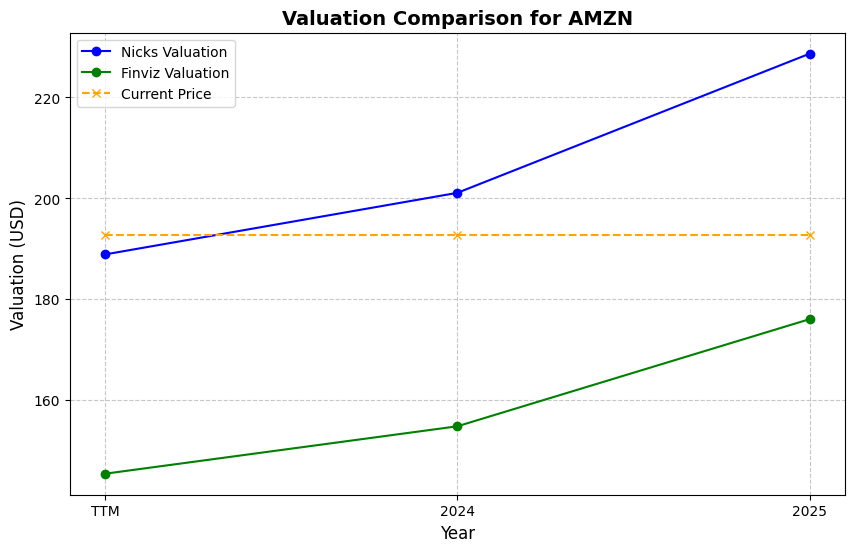 Valuation Comparison for AMZN
Nicks Valuation
Finviz Valuation
Current Price
Valuation (USD)
220
200
180
160
TTM
2024
2025
Year